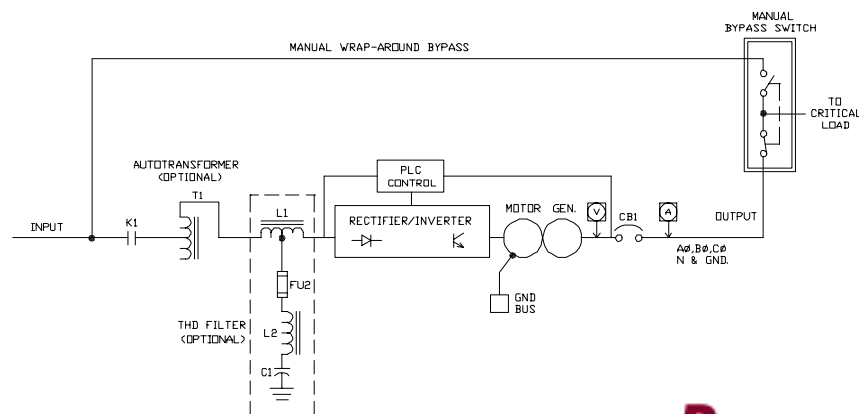 MANUAL
BYPASS SWITCH
MANUAL WRAP-AROUND BYPASS
TO
CRITICAL
LOAD
AUTOTRANSFORMER
(OPTIONAL)
T1
PLC
CONTROL
L1
INPUT
K1
RECTIFIER/INVERTER
MOTOR GEN.
V
CB1
A
OUTPUT
AØ,BØ,CØ
N & GND.
FU2
GND
BUS
THD FILTER
(OPTIONAL)
L2
C1